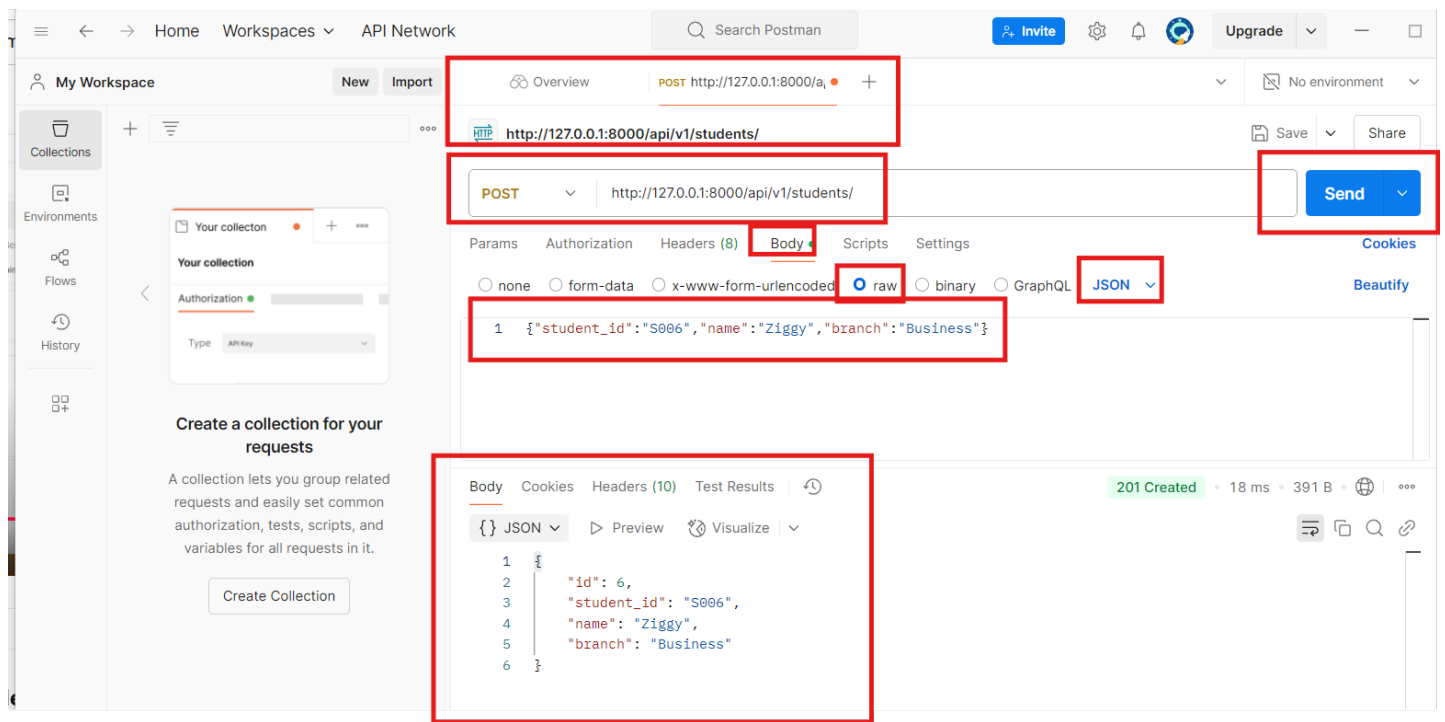 Home Workspaces API Network Search Postman Invite Upgrade
My Workspace New Import Overview POST http://127.0.0.1:8000/a No environment
Collections
HTTP http://127.0.0.1:8000/api/v1/students/ Save Share
POST http://127.0.0.1:8000/api/v1/students/ Send
Environments
Params Authorization Headers (8) Body Scripts Settings Cookies
Flows
none form-data x-www-form-urlencoded raw binary GraphQL JSON Beautify
History
1 {"student_id":"S006","name":"Ziggy","branch":"Business"}
Your collecton
Your collection
Authorization
Type API Key
Create a collection for your
requests
A collection lets you group related
requests and easily set common
authorization, tests, scripts, and
variables for all requests in it.
Create Collection
Body Cookies Headers (10) Test Results 201 Created 18 ms 391 B
{} JSON Preview Visualize
1 {
2 "id": 6,
3 "student_id": "S006",
4 "name": "Ziggy",
5 "branch": "Business"
6 }